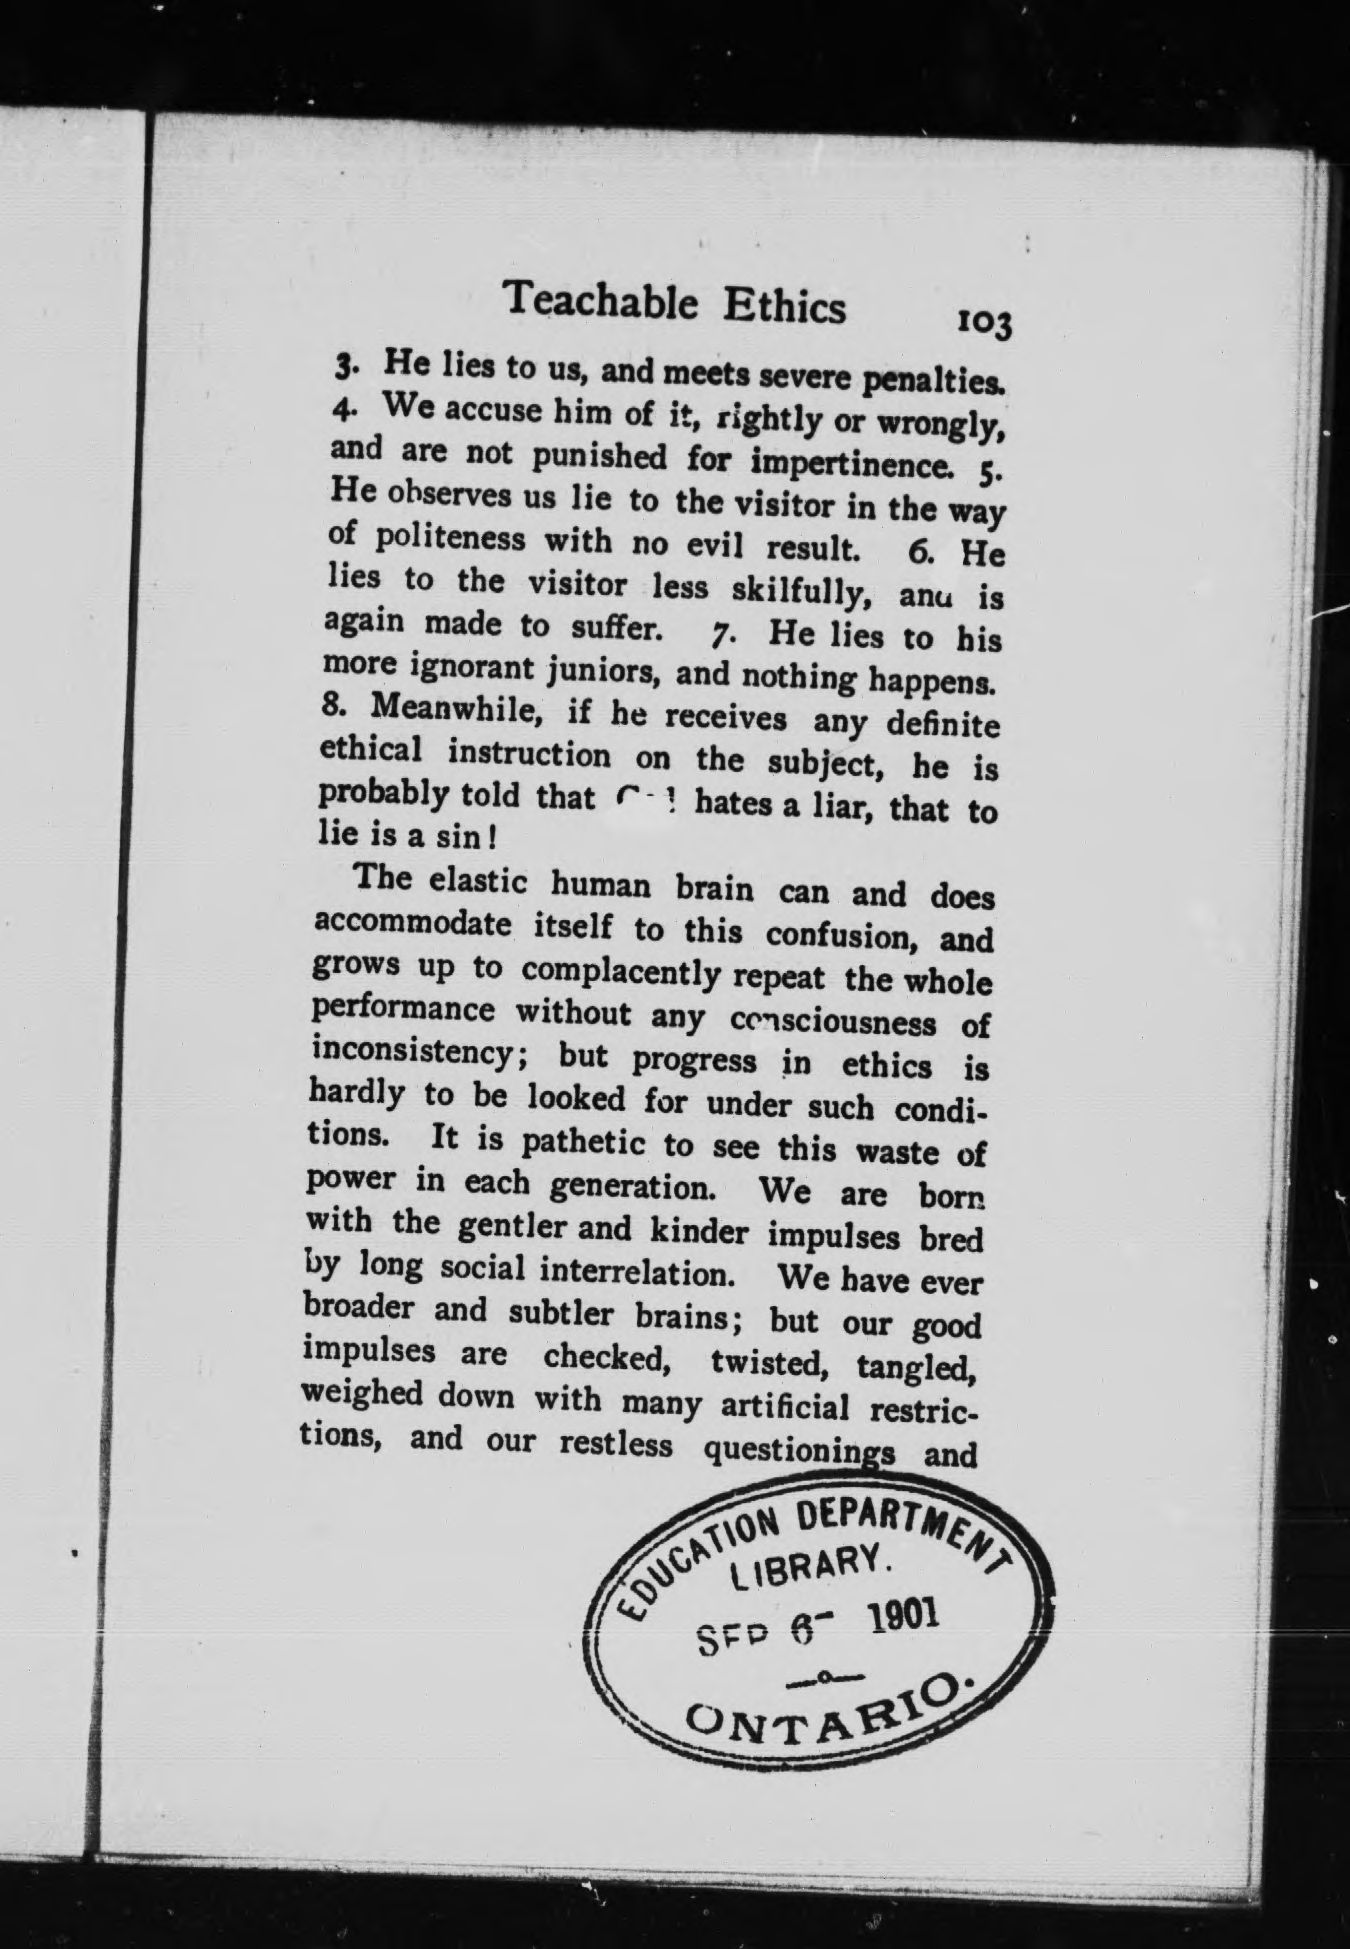 Teachable Ethics 103
3. He lies to us, and meets severe penalties.
4. We accuse him of it, rightly or wrongly,
and are not punished for impertinence. 5.
He observes us lie to the visitor in the way
of politeness with no evil result. 6. He
lies to the visitor less skilfully, and is
again made to suffer. 7. He lies to his
more ignorant juniors, and nothing happens.
8. Meanwhile, if he receives any definite
ethical instruction on the subject, he is
probably told that God hates a liar, that to
lie is a sin!
The elastic human brain can and does
accommodate itself to this confusion, and
grows up to complacently repeat the whole
performance without any consciousness of
inconsistency; but progress in ethics is
hardly to be looked for under such condi-
tions. It is pathetic to see this waste of
power in each generation. We are born
with the gentler and kinder impulses bred
by long social interrelation. We have ever
broader and subtler brains; but our good
impulses are checked, twisted, tangled,
weighed down with many artificial restric-
tions, and our restless questionings and
EDUCATION DEPARTMENT
LIBRARY.
SEP 6- 1901
ONTARIO.